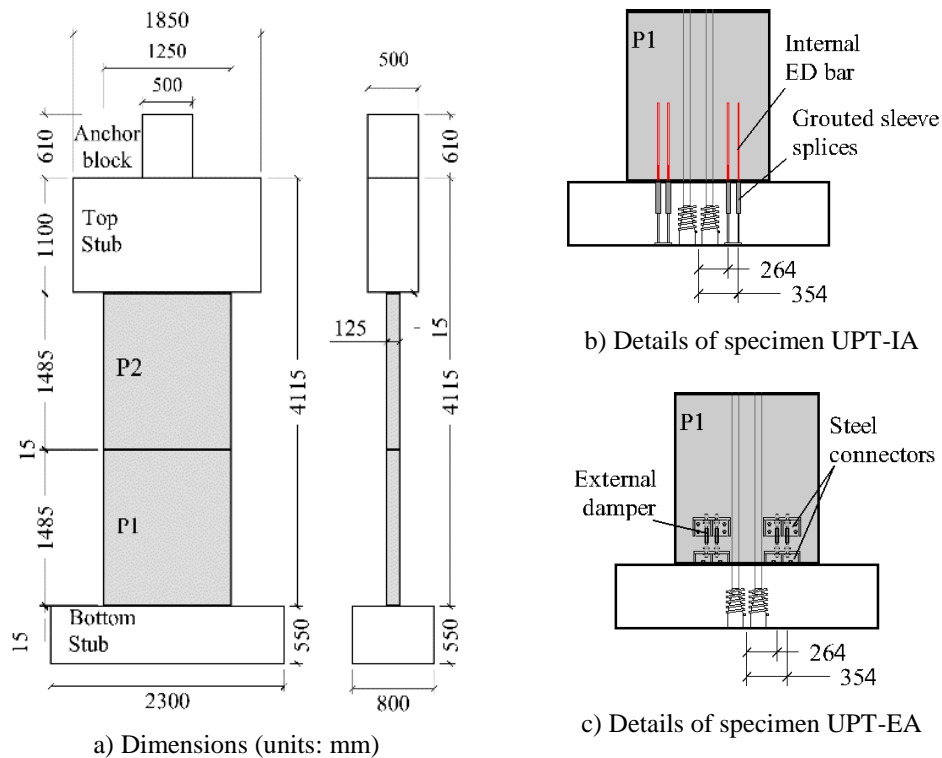 1850
1250
500
610
Anchor
block
1100
Top
Stub
1485
P2
15
1485
P1
15
Bottom
Stub
550
2300
4115
500
610
125
15
4115
550
800
a) Dimensions (units: mm)
P1
Internal
ED bar
Grouted sleeve
splices
264
354
b) Details of specimen UPT-IA
P1
Steel
connectors
External
damper
264
354
c) Details of specimen UPT-EA